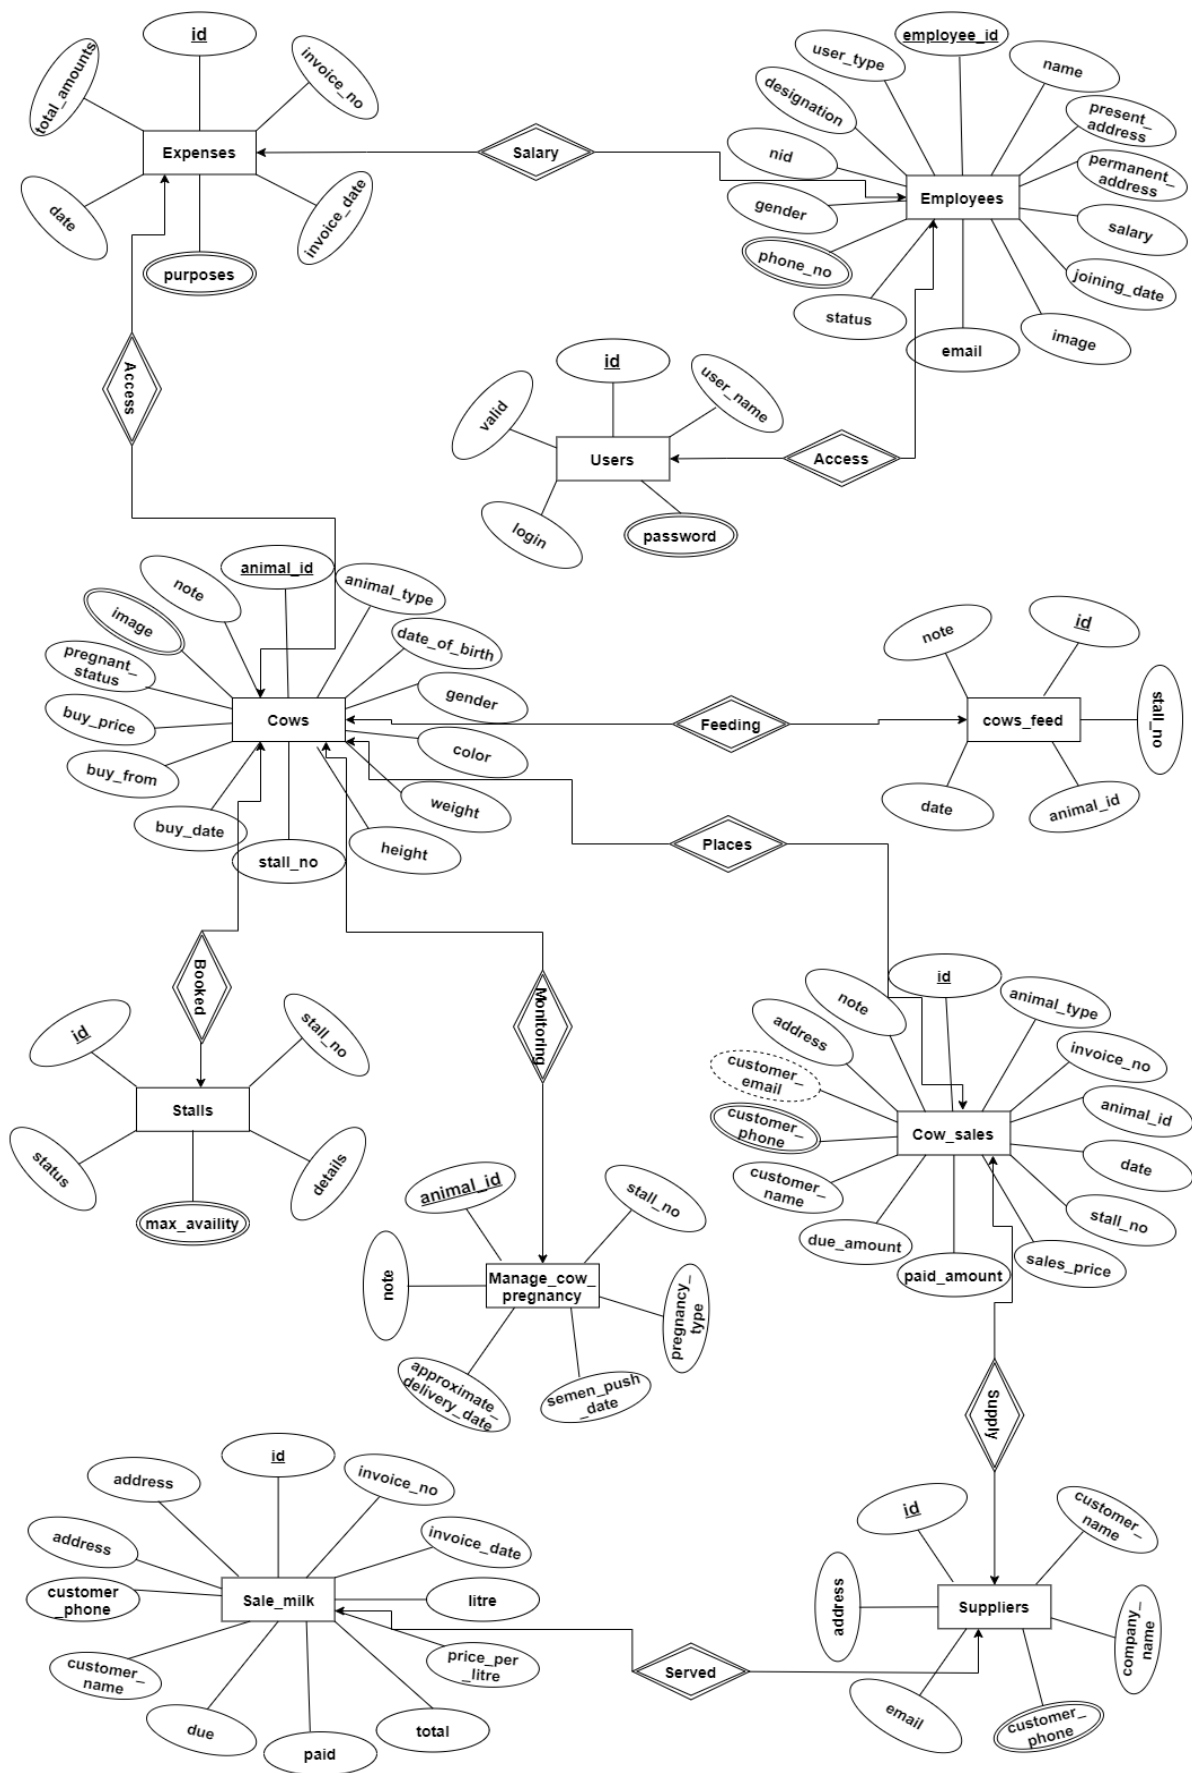 id
total_amounts
invoice_no
Expenses
date
invoice_date
purposes
Salary
employee_id
user_type
name
designation
present_
address
nid
permanent_
address
Employees
gender
salary
phone_no
joining_date
status
email
image
Access
id
user_name
valid
Users
Access
login
password
note
animal_id
animal_type
image
date_of_birth
pregnant_
status
gender
buy_price
Cows
color
buy_from
weight
buy_date
stall_no
height
Feeding
note
id
cows_feed
stall_no
date
animal_id
Places
Booked
Monitoring
id
stall_no
Stalls
status
max_availity
details
note
id
animal_type
address
invoice_no
customer_
email
animal_id
customer_
phone
Cow_sales
date
customer_
name
stall_no
due_amount
paid_amount
sales_price
animal_id
stall_no
note
Manage_cow_
pregnancy
pregnancy_
type
approximate_
delivery_date
semen_push
_date
Supply
id
address
invoice_no
address
invoice_date
customer
_phone
Sale_milk
litre
customer_
name
price_per
_litre
due
paid
total
Served
id
customer_
name
address
Suppliers
company_
name
email
customer_
phone